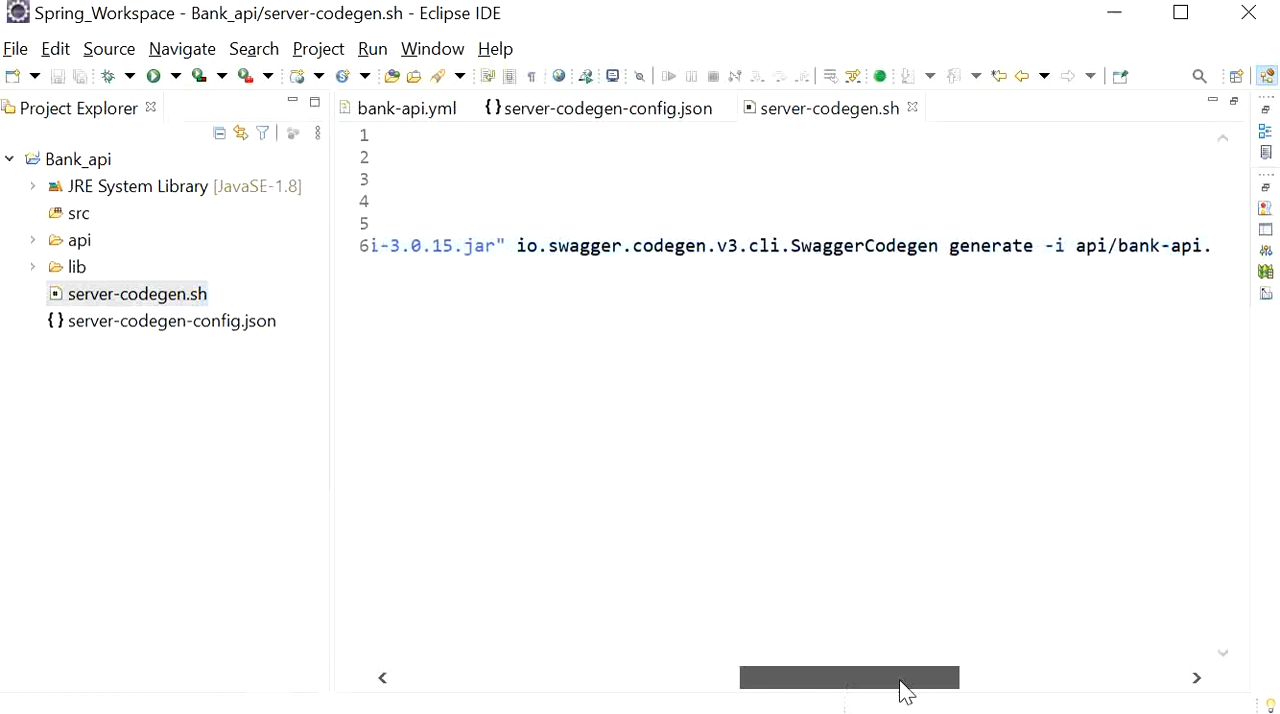 Spring_Workspace - Bank_api/server-codegen.sh - Eclipse IDE
File Edit Source Navigate Search Project Run Window Help
Project Explorer
bank-api.yml
server-codegen-config.json
server-codegen.sh
Bank_api
JRE System Library [JavaSE-1.8]
src
api
lib
server-codegen.sh
{} server-codegen-config.json
1
2
3
4
5
6i-3.0.15.jar" io.swagger.codegen.v3.cli.SwaggerCodegen generate -i api/bank-api.